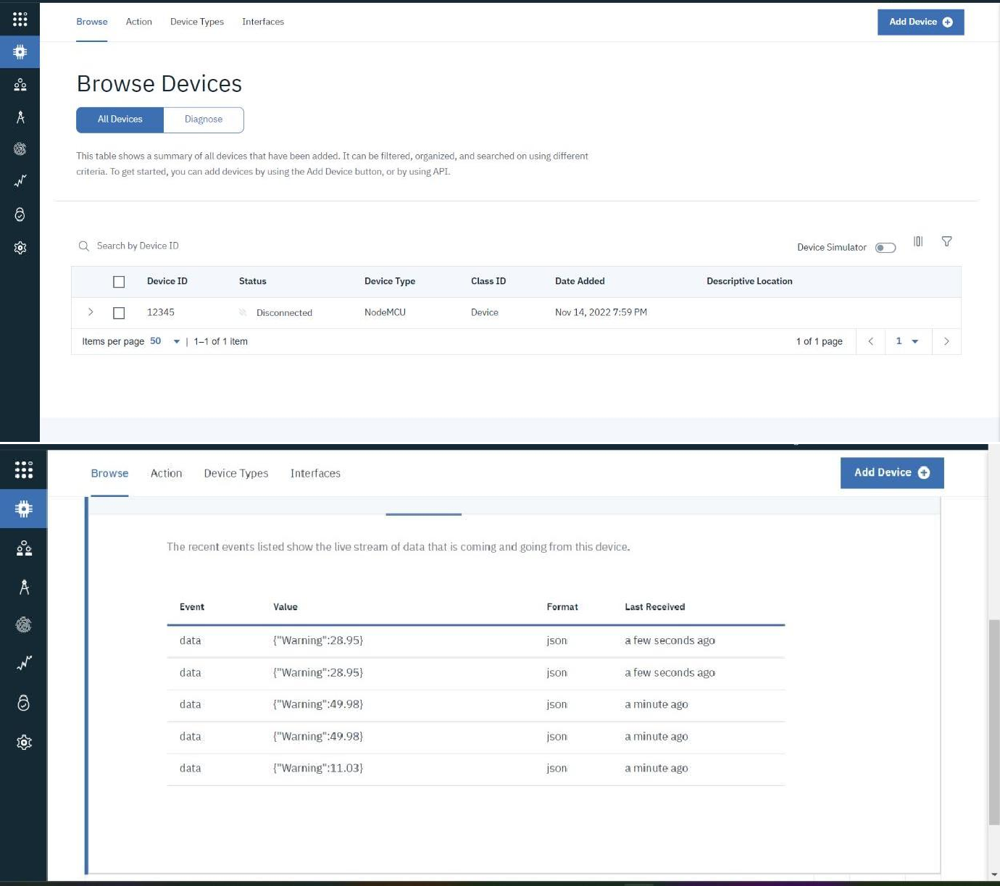 Browse Action Device Types Interfaces Add Device
Browse Devices
All Devices Diagnose
This table shows a summary of all devices that have been added. It can be filtered, organized, and searched on using different
criteria. To get started, you can add devices by using the Add Device button, or by using API.
Search by Device ID Device Simulator
Device ID Status Device Type Class ID Date Added Descriptive Location
12345 Disconnected NodeMCU Device Nov 14, 2022 7:59 PM
Items per page 50 | 1–1 of 1 item 1 of 1 page 1
Browse Action Device Types Interfaces Add Device
The recent events listed show the live stream of data that is coming and going from this device.
Event Value Format Last Received
data {"Warning":28.95} json a few seconds ago
data {"Warning":28.95} json a few seconds ago
data {"Warning":49.98} json a minute ago
data {"Warning":49.98} json a minute ago
data {"Warning":11.03} json a minute ago